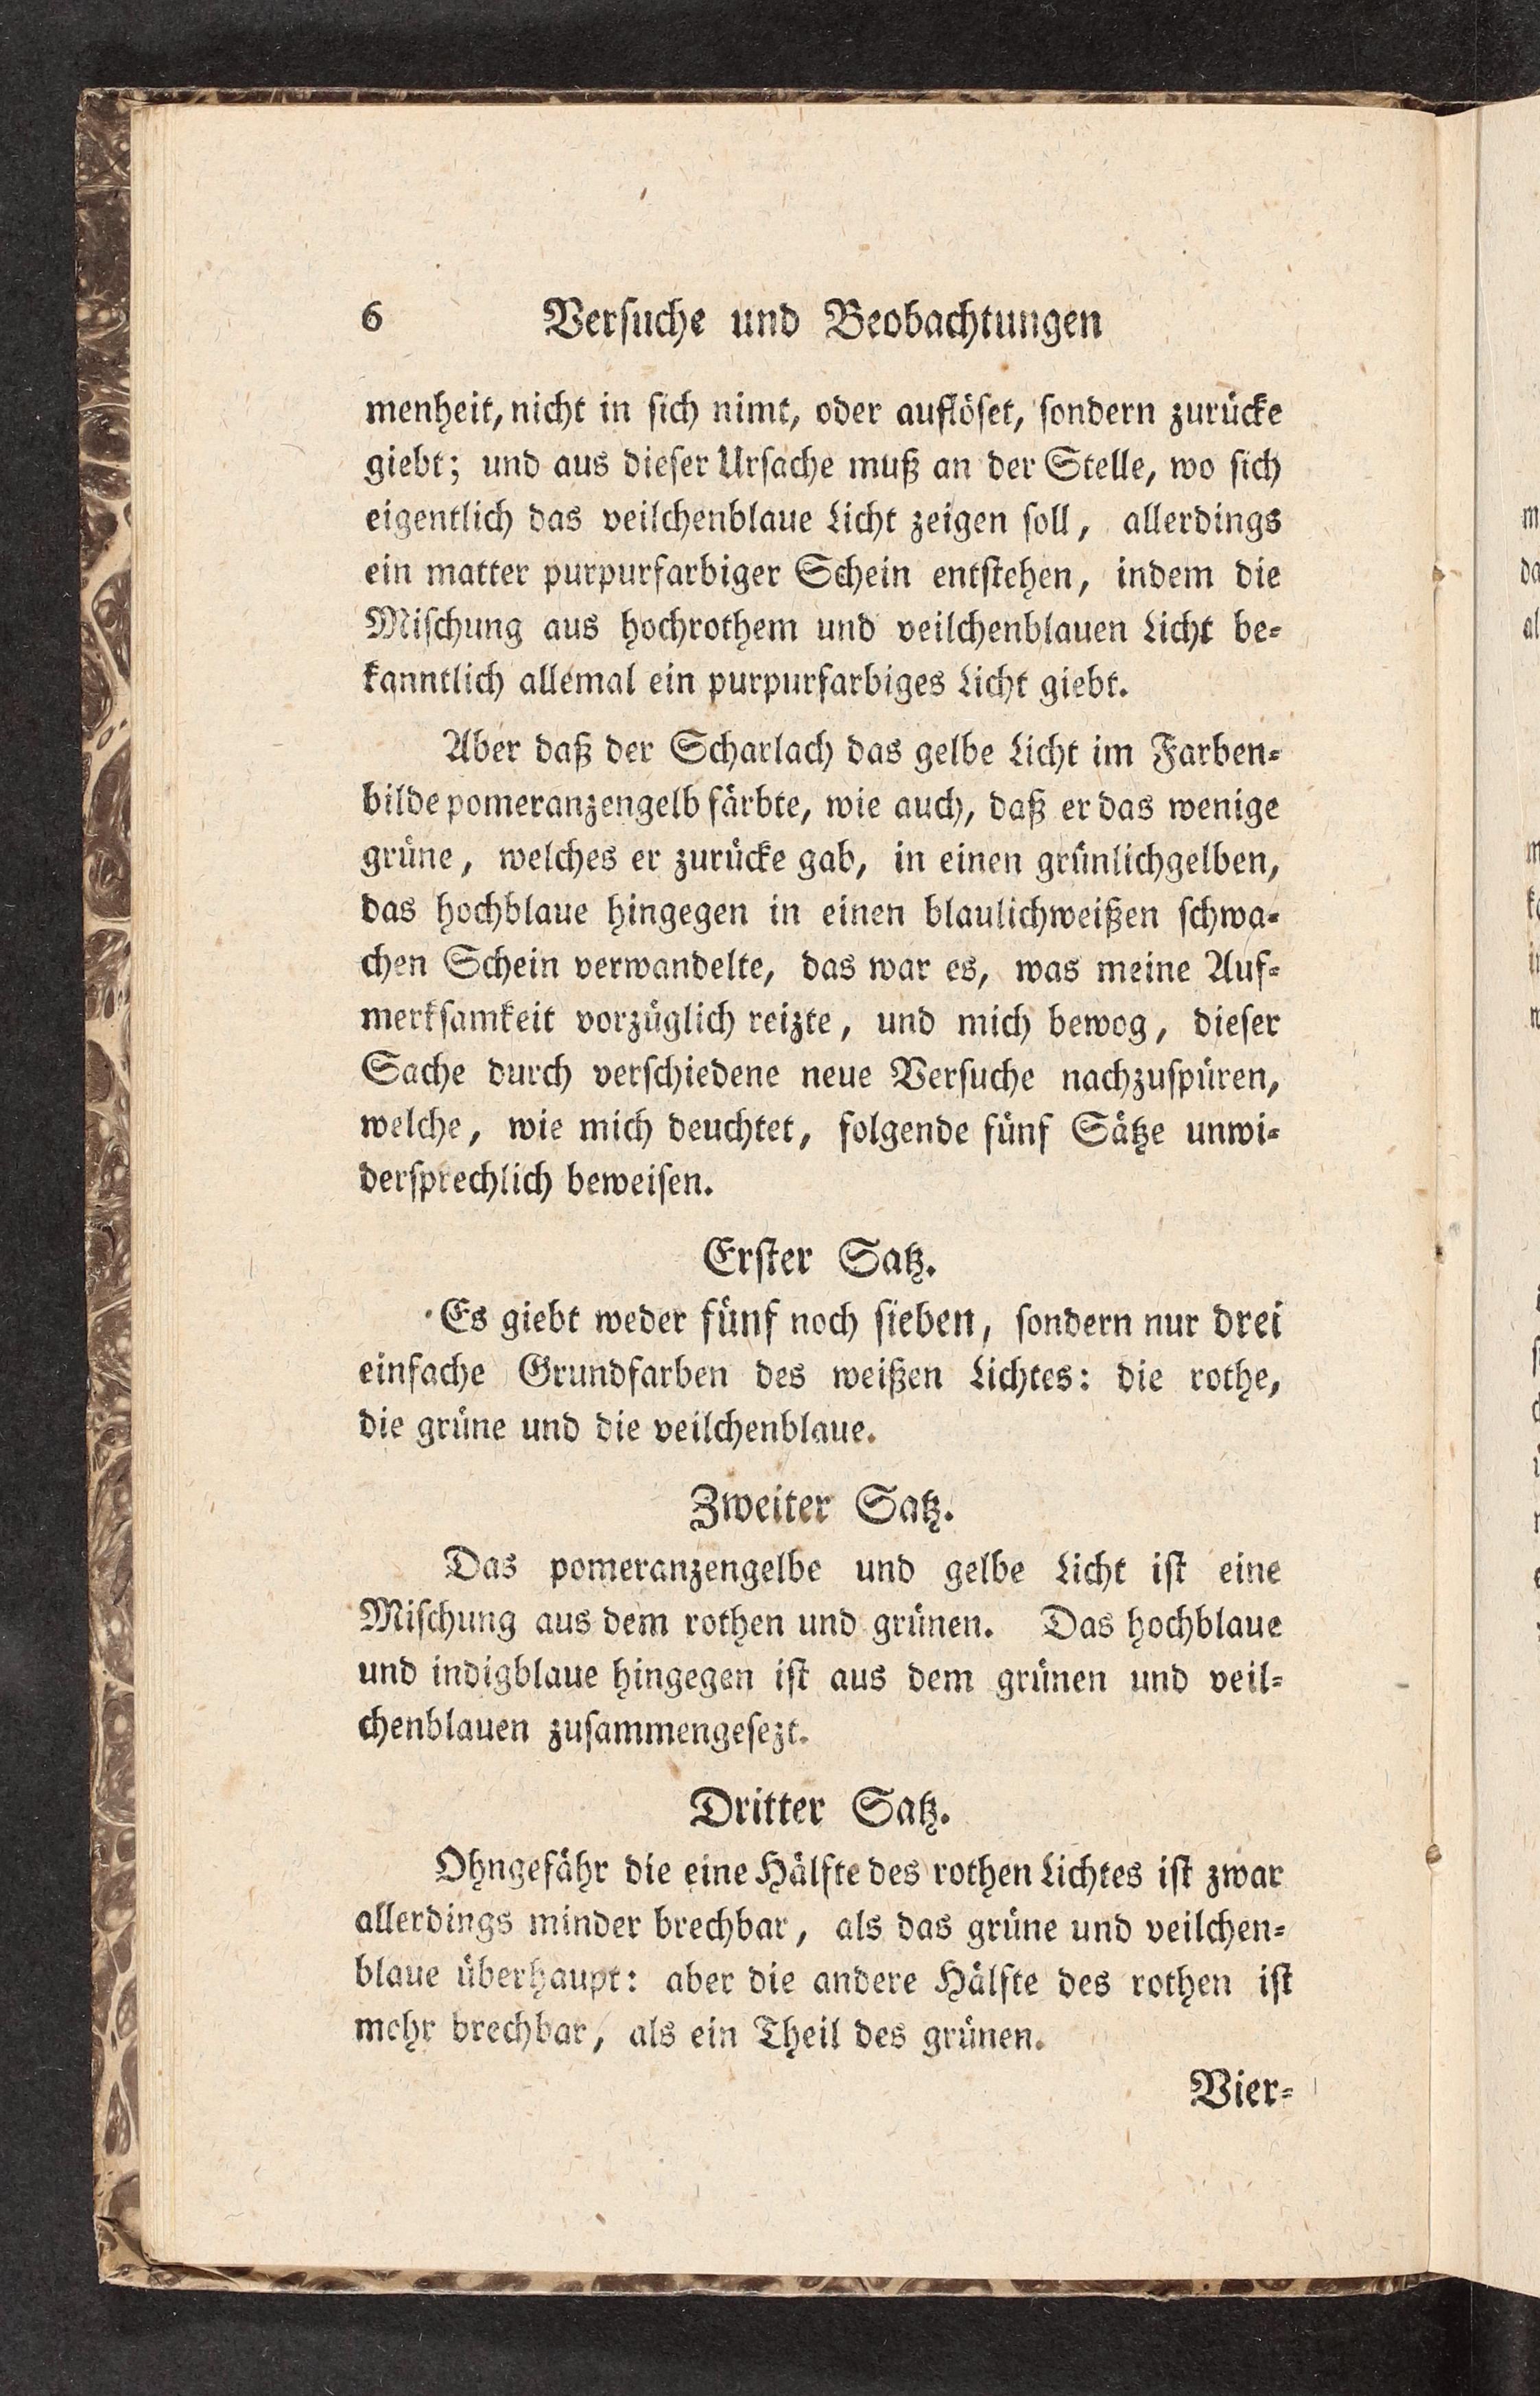 6 Verſuche und Beobachtungen
menheit, nicht in ſich nimt, oder auflöſet, ſondern zurücke
giebt; und aus dieſer Urſache muß an der Stelle, wo ſich
eigentlich das veilchenblaue Licht zeigen ſoll, allerdings
ein matter purpurfarbiger Schein entſtehen, indem die
Miſchung aus hochrothem und veilchenblauen Licht be-
kanntlich allemal ein purpurfarbiges Licht giebt.
Aber daß der Scharlach das gelbe Licht im Farben-
bilde pomeranzengelb färbte, wie auch, daß er das wenige
grüne, welches er zurücke gab, in einen grünlichgelben,
das hochblaue hingegen in einen blaulichweißen ſchwa-
chen Schein verwandelte, das war es, was meine Auf-
merkſamkeit vorzüglich reizte, und mich bewog, dieſer
Sache durch verſchiedene neue Verſuche nachzuſpüren,
welche, wie mich deuchtet, folgende fünf Sätze unwi-
derſprechlich beweiſen.
Erſter Satz.
Es giebt weder fünf noch ſieben, ſondern nur drei
einfache Grundfarben des weißen Lichtes: die rothe,
die grüne und die veilchenblaue.
Zweiter Satz.
Das pomeranzengelbe und gelbe Licht iſt eine
Miſchung aus dem rothen und grünen. Das hochblaue
und indigblaue hingegen iſt aus dem grünen und veil-
chenblauen zuſammengeſezt.
Dritter Satz.
Ohngefähr die eine Hälfte des rothen Lichtes iſt zwar
allerdings minder brechbar, als das grüne und veilchen-
blaue überhaupt: aber die andere Hälfte des rothen iſt
mehr brechbar, als ein Theil des grünen.
Vier-